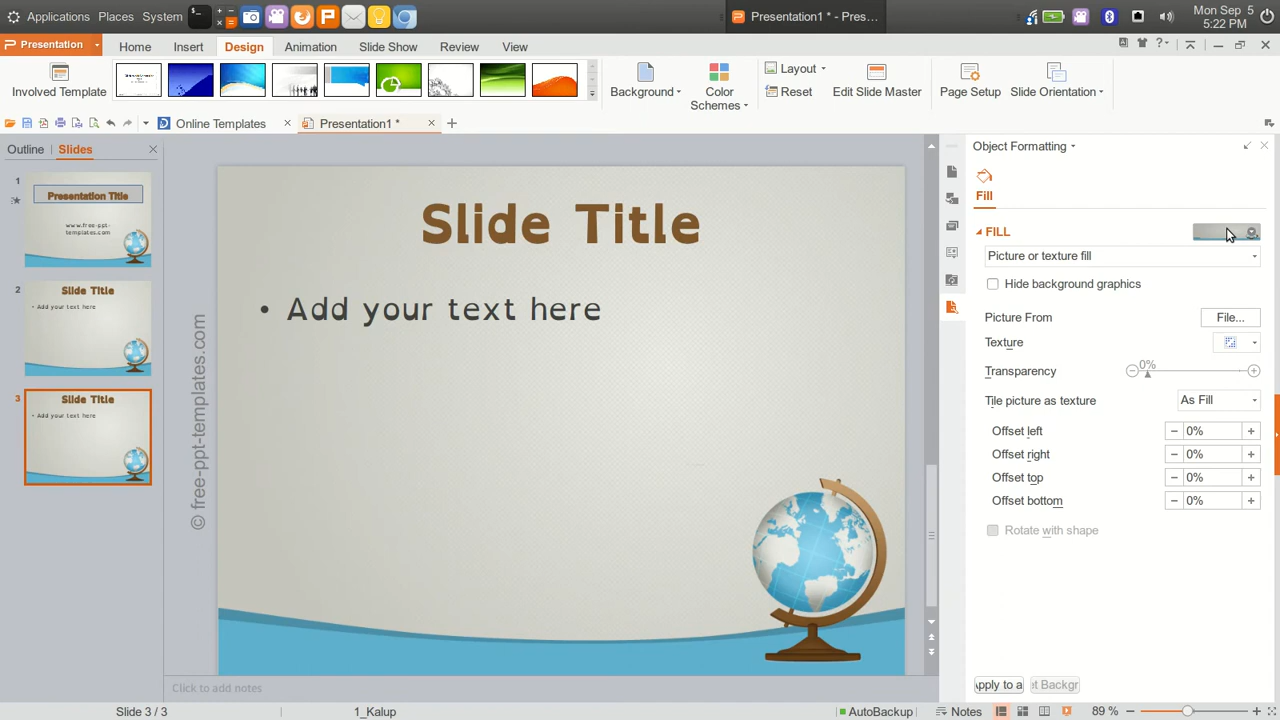 Applications Places System
Presentation1 * - Pres...
Mon Sep 5
5:22 PM
Presentation
Home Insert Design Animation Slide Show Review View
Involved Template
Background
Color
Schemes
Layout
Reset
Edit Slide Master
Page Setup
Slide Orientation
Online Templates
Presentation1 *
Outline Slides
1
Presentation Title
www.free-ppt-
templates.com
2
Slide Title
• Add your text here
3
Slide Title
• Add your text here
© free-ppt-templates.com
Slide Title
• Add your text here
Click to add notes
Object Formatting
Fill
FILL
Picture or texture fill
Hide background graphics
Picture From File...
Texture
Transparency 0%
Tile picture as texture As Fill
Offset left 0%
Offset right 0%
Offset top 0%
Offset bottom 0%
Rotate with shape
Apply to a
t Backgr
Slide 3 / 3
1_Kalup
AutoBackup
Notes
89 %